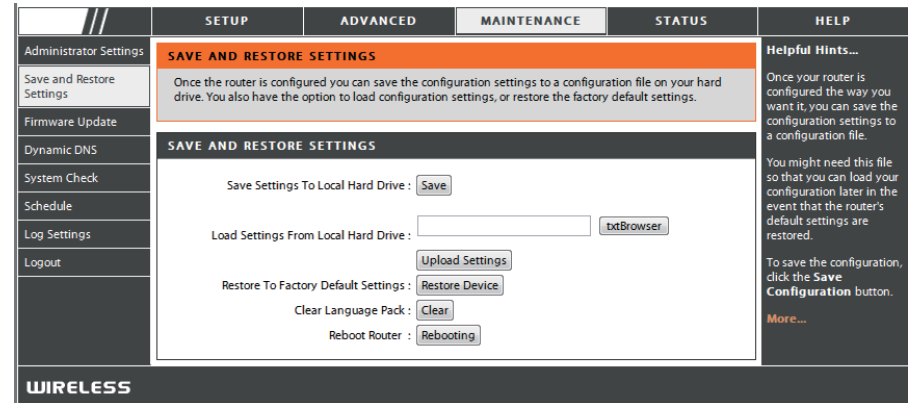 SETUP
ADVANCED
MAINTENANCE
STATUS
HELP
Administrator Settings
Save and Restore
Settings
Firmware Update
Dynamic DNS
System Check
Schedule
Log Settings
Logout
SAVE AND RESTORE SETTINGS
Once the router is configured you can save the configuration settings to a configuration file on your hard
drive. You also have the option to load configuration settings, or restore the factory default settings.
SAVE AND RESTORE SETTINGS
Save Settings To Local Hard Drive : Save
Load Settings From Local Hard Drive : txtBrowser
Upload Settings
Restore To Factory Default Settings : Restore Device
Clear Language Pack : Clear
Reboot Router : Rebooting
Helpful Hints...
Once your router is
configured the way you
want it, you can save the
configuration settings to
a configuration file.
You might need this file
so that you can load your
configuration later in the
event that the router's
default settings are
restored.
To save the configuration,
click the Save
Configuration button.
More...
WIRELESS